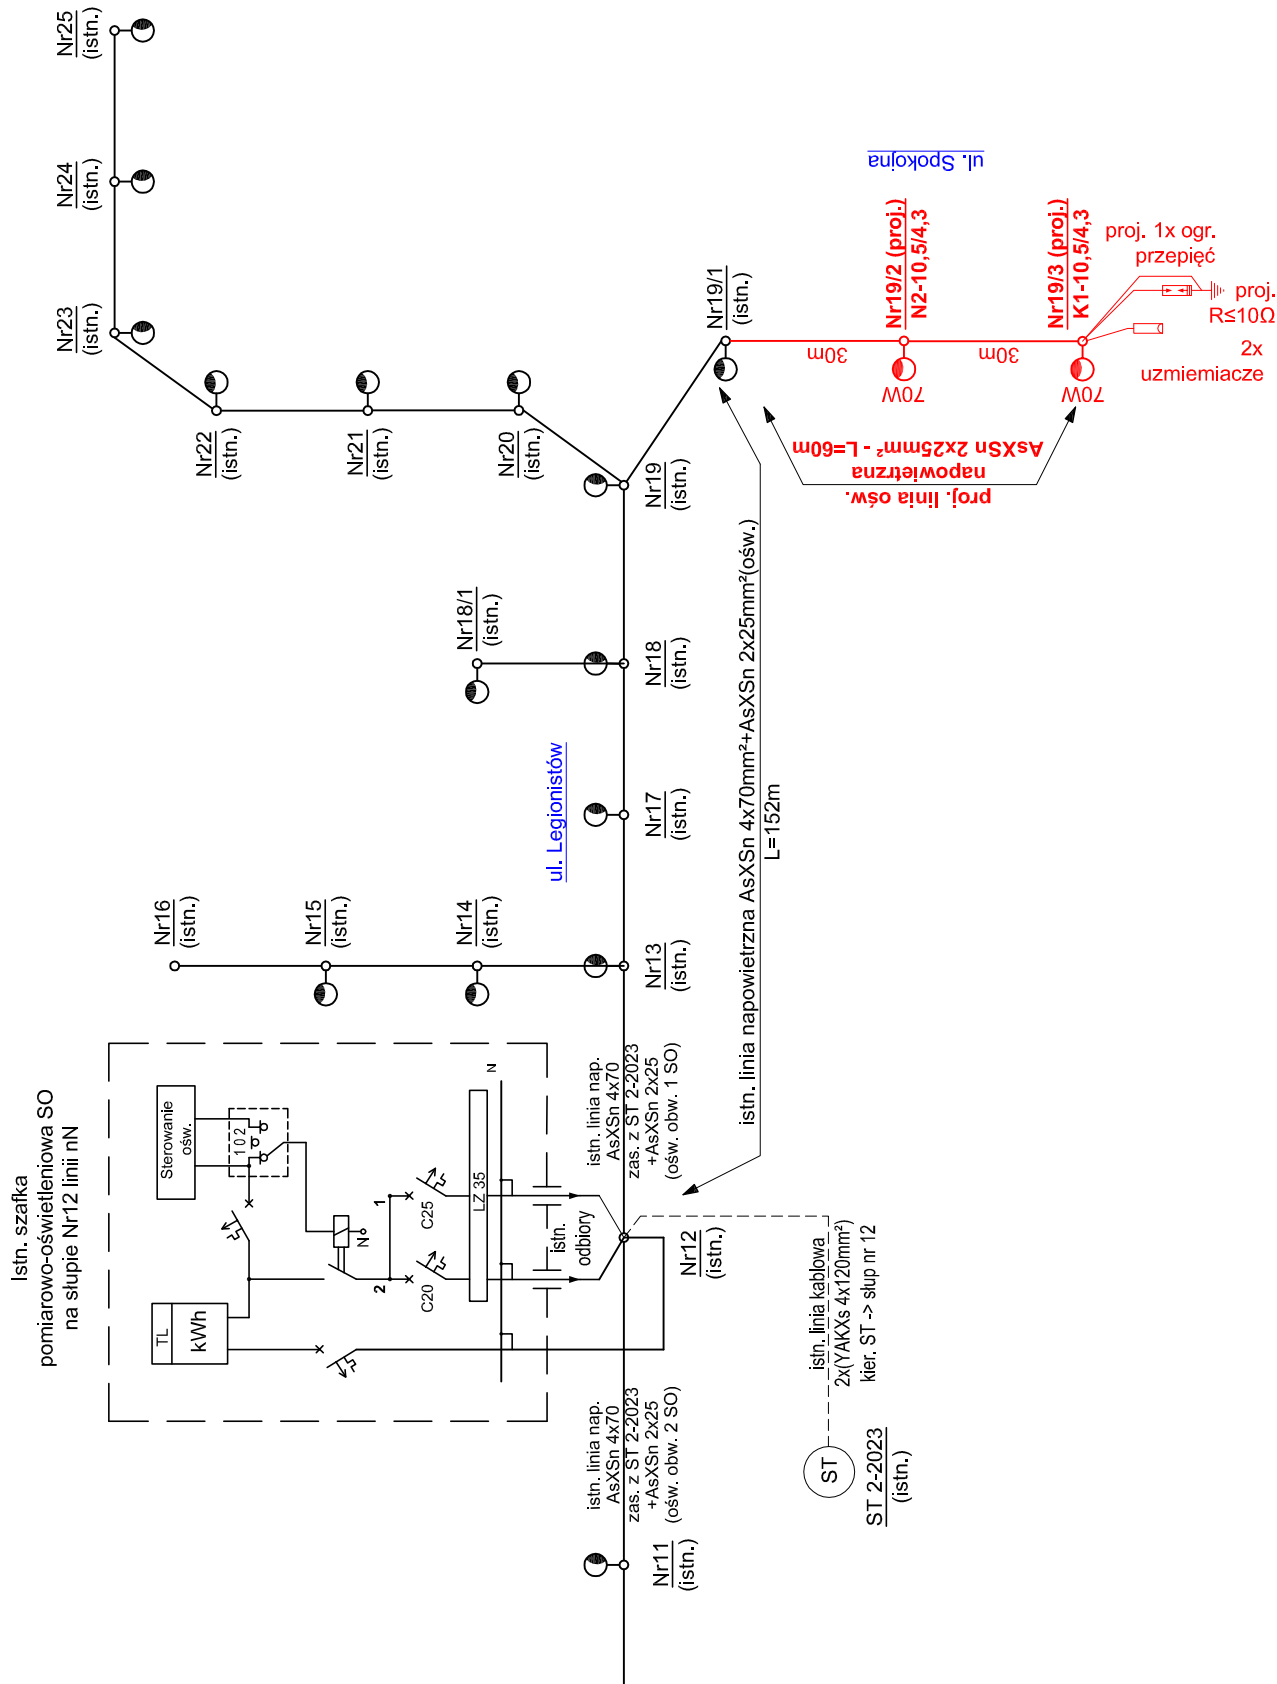 Istn. szafka
pomiarowo-oświetleniowa SO
na słupie Nr12 linii nN
TL
kWh
Sterowanie
ośw.
1 0 2
N
1
2
C25
C20
LZ 35
N
istn.
odbiory
Nr25
(istn.)
Nr24
(istn.)
Nr23
(istn.)
Nr22
(istn.)
Nr21
(istn.)
Nr20
(istn.)
Nr19
(istn.)
Nr19/1
(istn.)
Nr18/1
(istn.)
Nr18
(istn.)
Nr17
(istn.)
ul. Legionistów
Nr16
(istn.)
Nr15
(istn.)
Nr14
(istn.)
Nr13
(istn.)
Nr12
(istn.)
Nr11
(istn.)
istn. linia nap.
AsXSn 4x70
zas. z ST 2-2023
+AsXSn 2x25
(ośw. obw. 1 SO)
istn. linia nap.
AsXSn 4x70
zas. z ST 2-2023
+AsXSn 2x25
(ośw. obw. 2 SO)
istn. linia kablowa
2x(YAKXs 4x120mm²)
kier. ST -> słup nr 12
ST
ST 2-2023
(istn.)
istn. linia napowietrzna AsXSn 4x70mm²+AsXSn 2x25mm²(ośw.)
L=152m
ul. Spokojna
Nr19/2 (proj.)
N2-10,5/4,3
Nr19/3 (proj.)
K1-10,5/4,3
30m
30m
70W
70W
proj. linia ośw.
napowietrzna
AsXSn 2x25mm² - L=60m
proj. 1x ogr.
przepięć
proj.
R≤10Ω
2x
uzmiemiacze